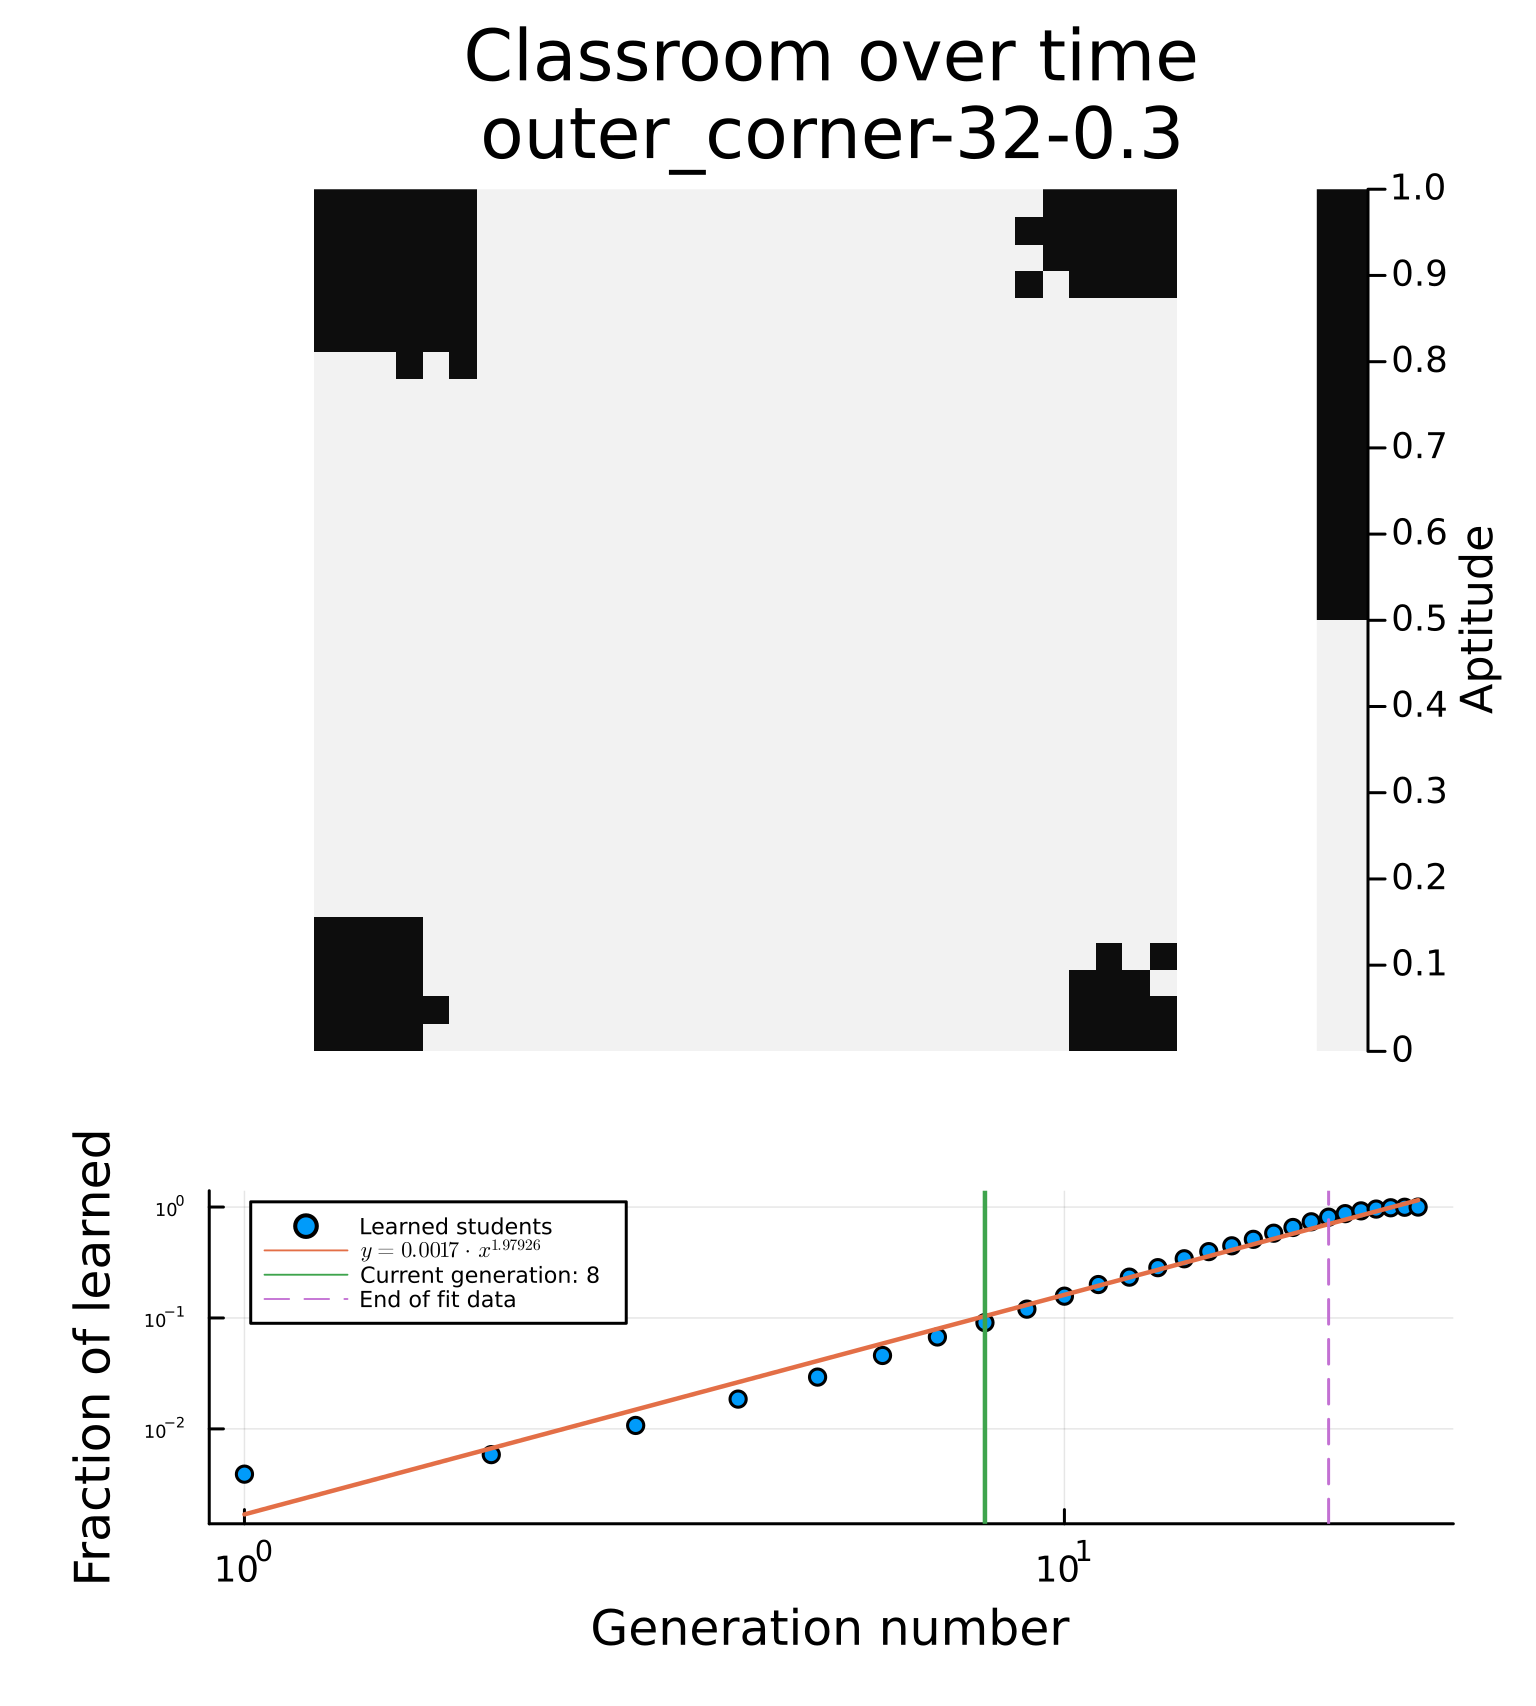 Classroom over time
outer_corner-32-0.3
1.0
0.9
0.8
0.7
0.6
0.5
0.4
0.3
0.2
0.1
0
Aptitude
Fraction of learned
10⁰
10⁻¹
10⁻²
Learned students
y = 0.0017 · x^1.97926
Current generation: 8
End of fit data
10⁰
10¹
Generation number